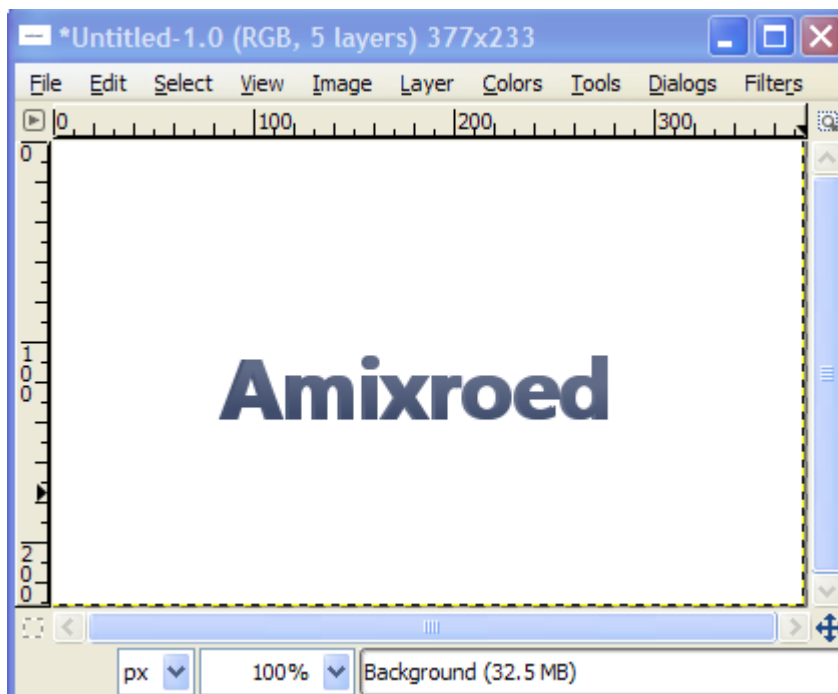 *Untitled-1.0 (RGB, 5 layers) 377x233
File Edit Select View Image Layer Colors Tools Dialogs Filters
0 100 200 300
0
Amixroed
100
200
px 100% Background (32.5 MB)